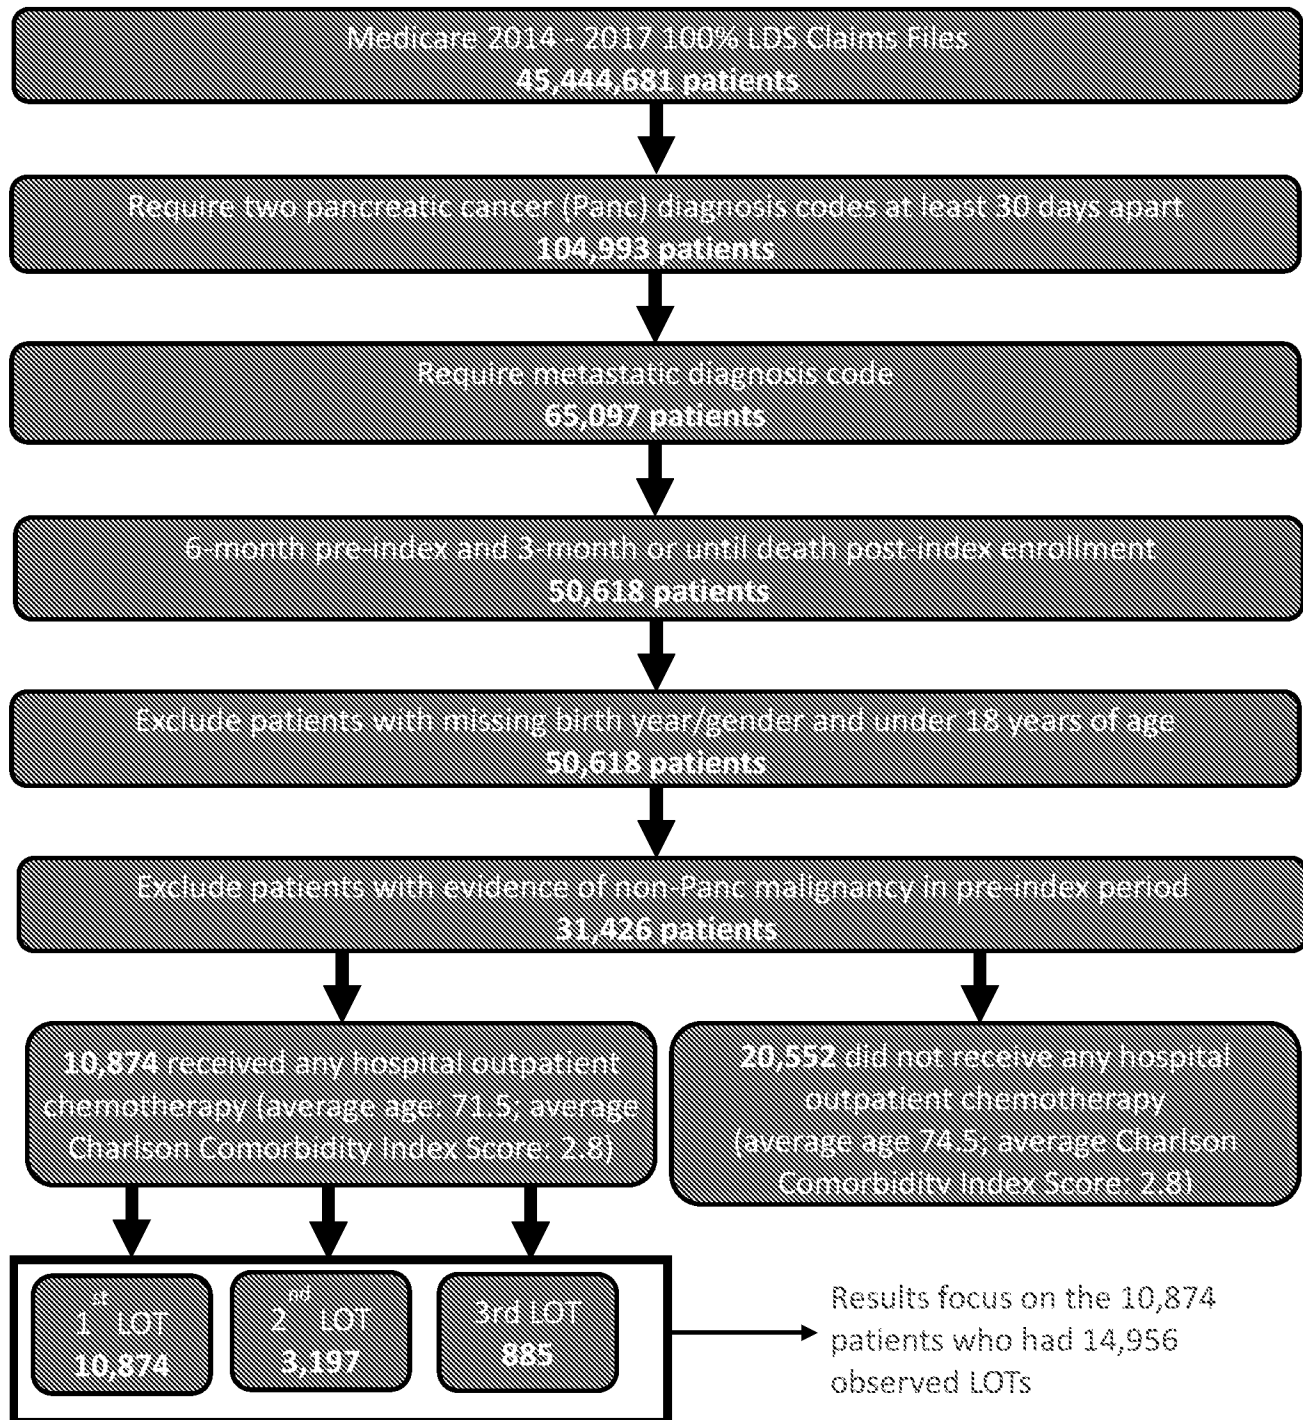 Medicare 2014 - 2017 100% LDS Claims Files
45,444,681 patients
Require two pancreatic cancer (Panc) diagnosis codes at least 30 days apart
104,993 patients
Require metastatic diagnosis code
65,097 patients
6-month pre-index and 3-month or until death post-index enrollment
50,618 patients
Exclude patients with missing birth year/gender and under 18 years of age
50,618 patients
Exclude patients with evidence of non-Panc malignancy in pre-index period
31,426 patients
10,874 received any hospital outpatient
chemotherapy (average age: 71.5; average
Charlson Comorbidity Index Score: 2.8)
20,552 did not receive any hospital
outpatient chemotherapy
(average age 74.5; average Charlson
Comorbidity Index Score: 2.8)
1st LOT
10,874
2nd LOT
3,197
3rd LOT
885
Results focus on the 10,874
patients who had 14,956
observed LOTs